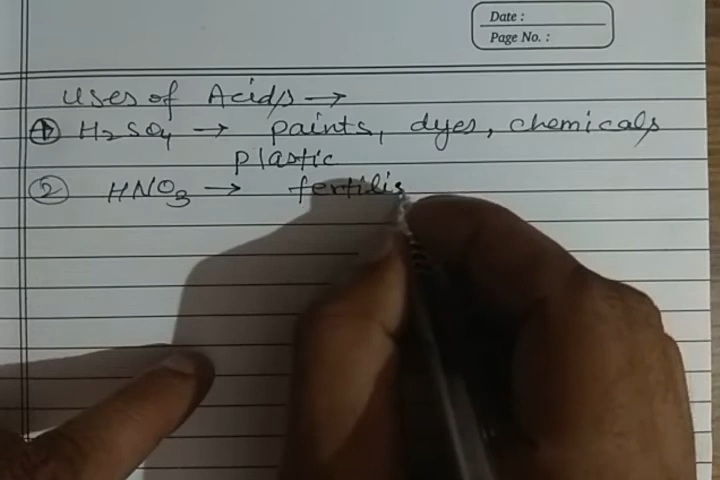 Date :
Page No. :
Uses of Acids →
① H₂SO₄ → paints, dyes, chemicals
plastic
② HNO₃ → fertilis